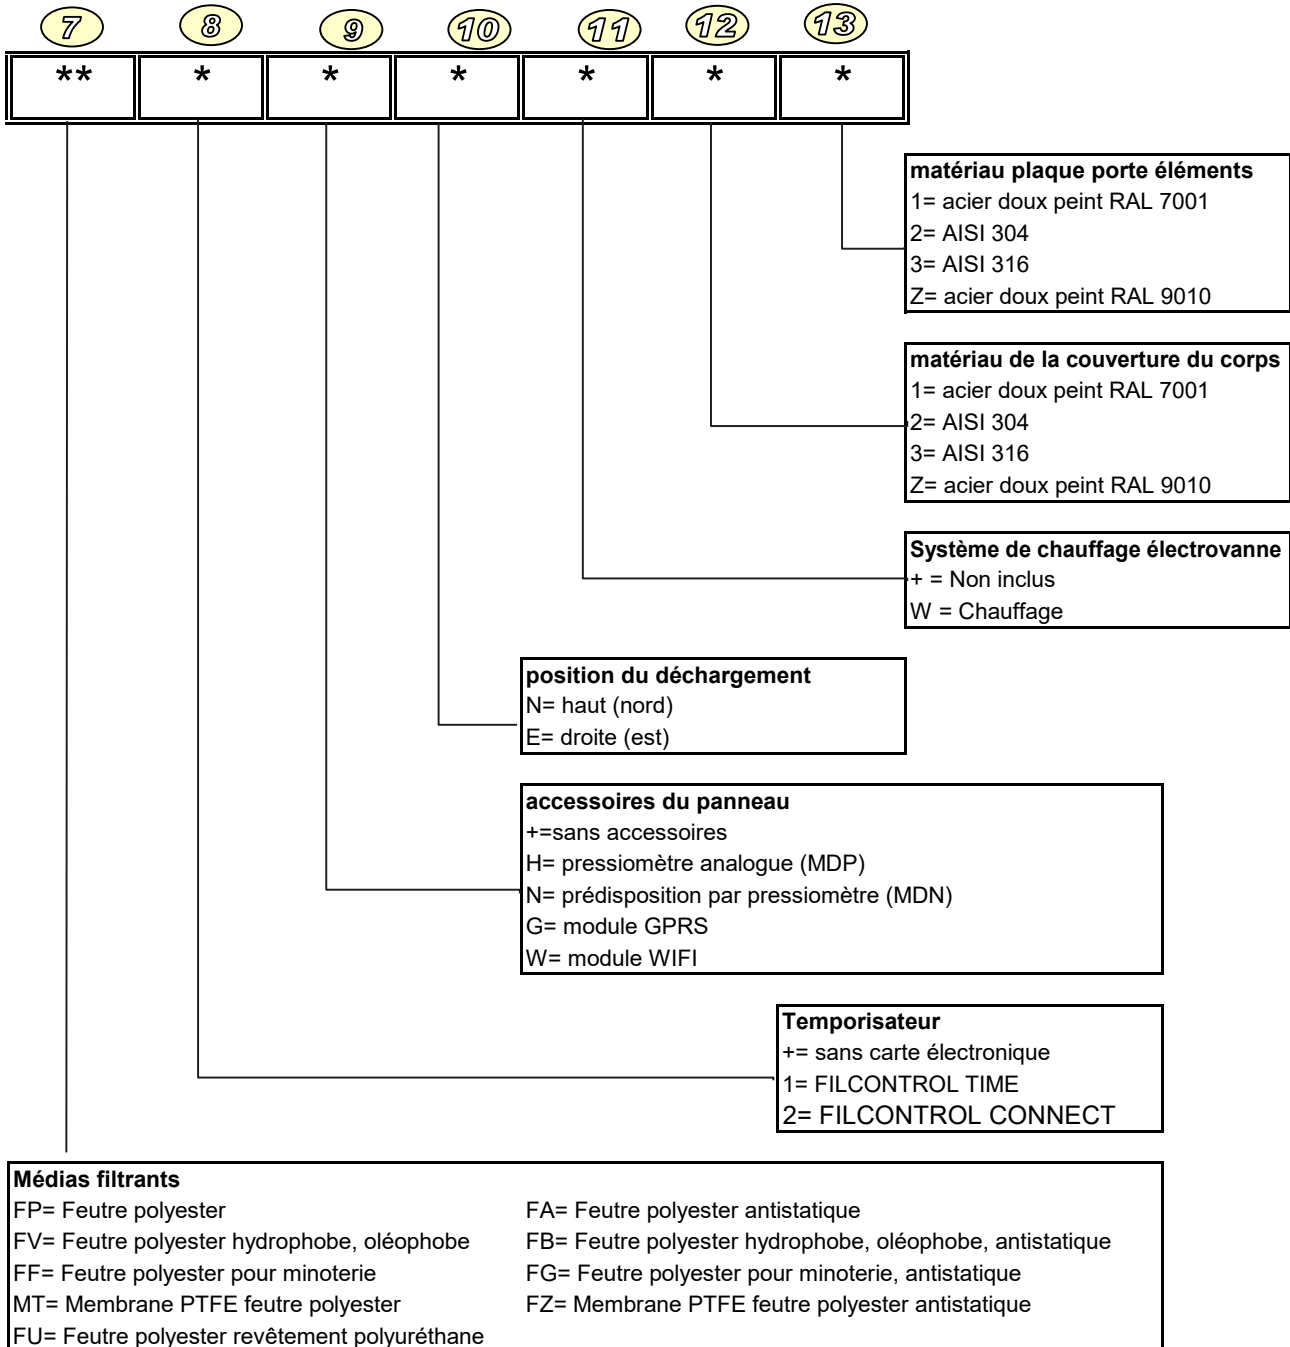 7 8 9 10 11 12 13
** * * * * * *
matériau plaque porte éléments
1= acier doux peint RAL 7001
2= AISI 304
3= AISI 316
Z= acier doux peint RAL 9010
matériau de la couverture du corps
1= acier doux peint RAL 7001
2= AISI 304
3= AISI 316
Z= acier doux peint RAL 9010
Système de chauffage électrovanne
+ = Non inclus
W = Chauffage
position du déchargement
N= haut (nord)
E= droite (est)
accessoires du panneau
+=sans accessoires
H= pressiomètre analogue (MDP)
N= prédisposition par pressiomètre (MDN)
G= module GPRS
W= module WIFI
Temporisateur
+= sans carte électronique
1= FILCONTROL TIME
2= FILCONTROL CONNECT
Médias filtrants
FP= Feutre polyester FA= Feutre polyester antistatique
FV= Feutre polyester hydrophobe, oléophobe FB= Feutre polyester hydrophobe, oléophobe, antistatique
FF= Feutre polyester pour minoterie FG= Feutre polyester pour minoterie, antistatique
MT= Membrane PTFE feutre polyester FZ= Membrane PTFE feutre polyester antistatique
FU= Feutre polyester revêtement polyuréthane